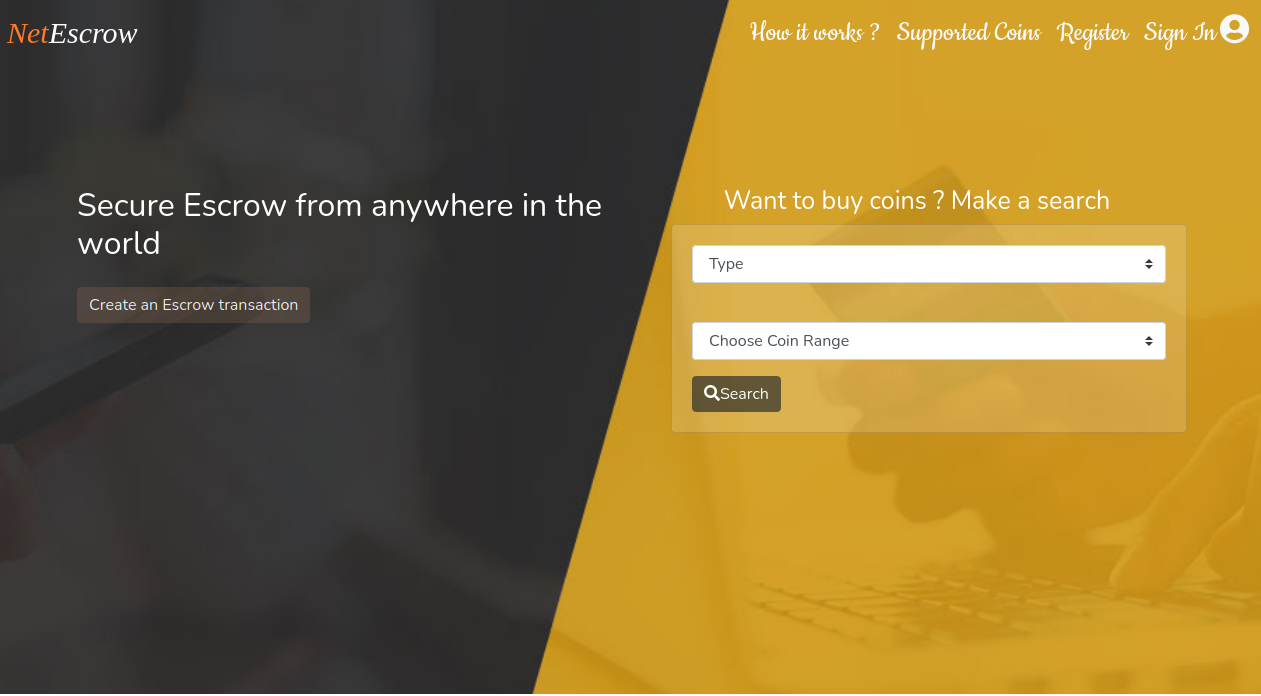 NetEscrow
How it works ? Supported Coins Register Sign In
Secure Escrow from anywhere in the
world
Create an Escrow transaction
Want to buy coins ? Make a search
Type
Choose Coin Range
Search